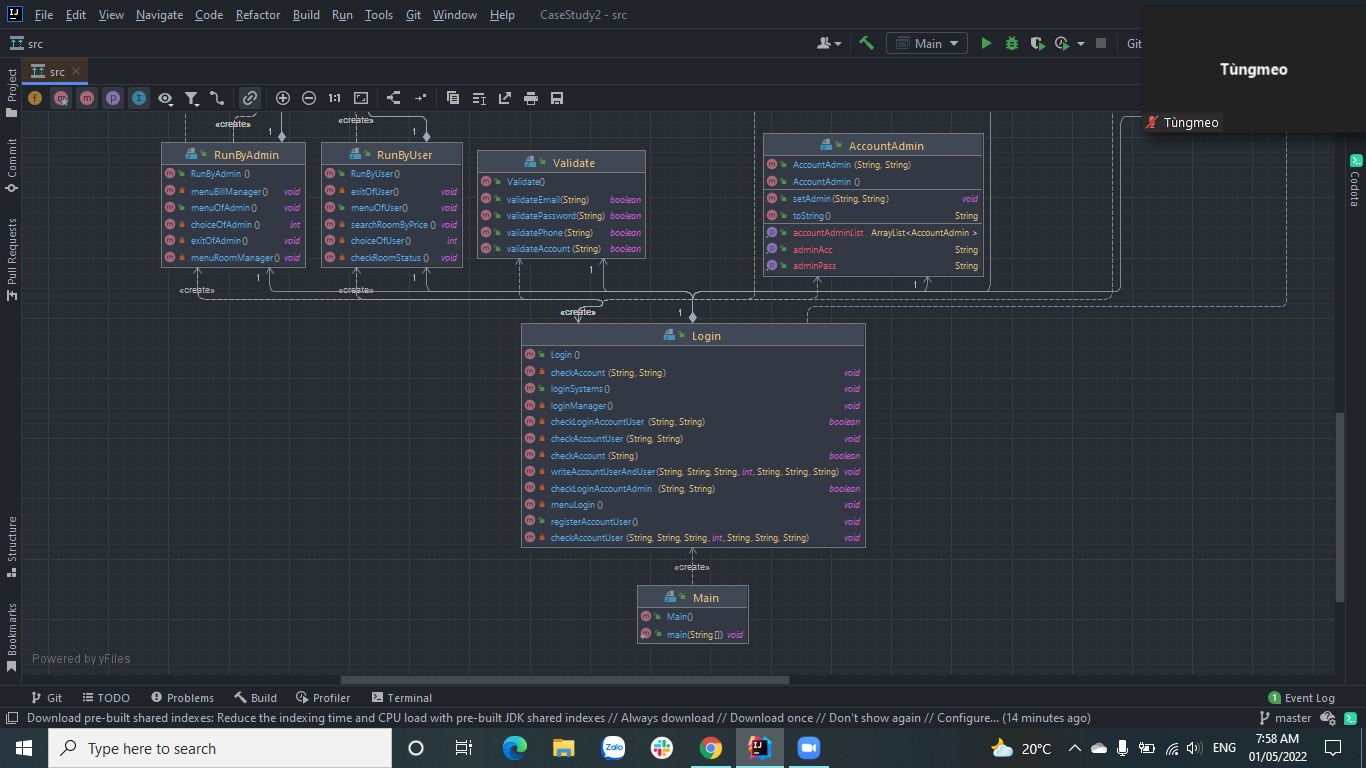 File Edit View Navigate Code Refactor Build Run Tools Git Window Help CaseStudy2 - src
src Main Git
Tùngmeo
Tùngmeo
src
1:1
Project
Commit
Pull Requests
Structure
Bookmarks
Codota
«create» 1 «create» 1
RunByAdmin
RunByAdmin ()
menuBillManager() void
menuOfAdmin() void
choiceOfAdmin () int
exitOfAdmin () void
menuRoomManager() void
RunByUser
RunByUser()
exitOfUser() void
menuOfUser() void
searchRoomByPrice () void
choiceOfUser() int
checkRoomStatus () void
Validate
Validate()
validateEmail(String) boolean
validatePassword(String) boolean
validatePhone(String) boolean
validateAccount (String) boolean
AccountAdmin
AccountAdmin (String, String)
AccountAdmin ()
setAdmin(String, String) void
toString() String
accountAdminList ArrayList<AccountAdmin >
adminAcc String
adminPass String
«create» 1 «create» 1 1 1
«create» 1
Login
Login ()
checkAccount (String, String) void
loginSystems() void
loginManager() void
checkLoginAccountUser (String, String) boolean
checkAccountUser (String, String) void
checkAccount (String) boolean
writeAccountUserAndUser(String, String, String, int, String, String, String) void
checkLoginAccountAdmin (String, String) boolean
menuLogin () void
registerAccountUser() void
checkAccountUser (String, String, String, int, String, String, String) void
«create»
Main
Main()
main(String[]) void
Powered by yFiles
Git TODO Problems Build Profiler Terminal 1 Event Log
Download pre-built shared indexes: Reduce the indexing time and CPU load with pre-built JDK shared indexes // Always download // Download once // Don't show again // Configure... (14 minutes ago) master
Type here to search Zalo 20°C ENG 7:58 AM
01/05/2022